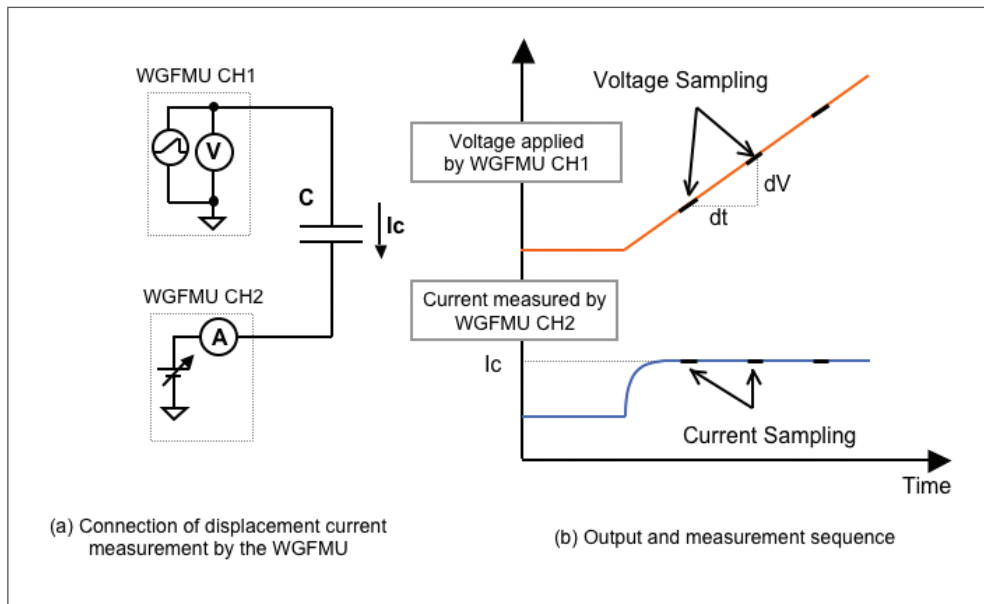 WGFMU CH1
V
C
Ic
WGFMU CH2
A
(a) Connection of displacement current
measurement by the WGFMU
Voltage Sampling
Voltage applied
by WGFMU CH1
dV
dt
Current measured by
WGFMU CH2
Ic
Current Sampling
Time
(b) Output and measurement sequence